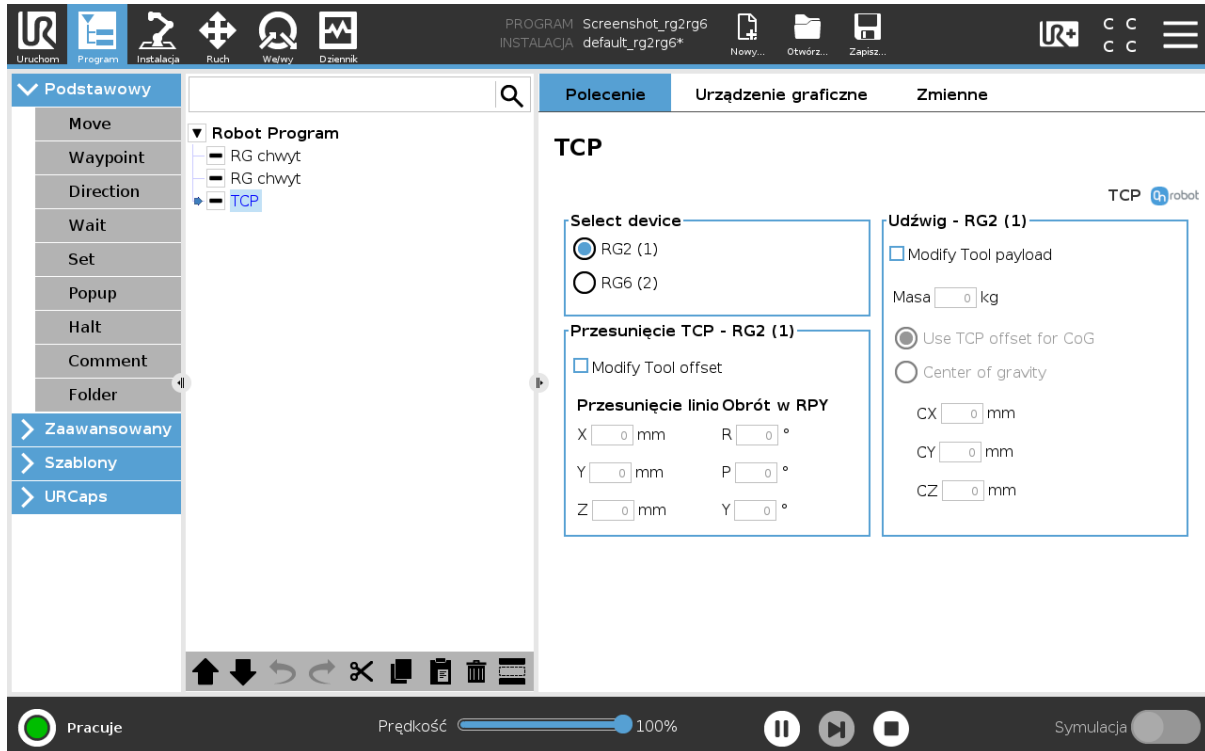 PROGRAM Screenshot_rg2rg6
INSTALACJA default_rg2rg6*
UR+
C C
C C
Uruchom Program Instalacja Ruch We/wy Dziennik Nowy... Otwórz... Zapisz...
Podstawowy
Move
Waypoint
Direction
Wait
Set
Popup
Halt
Comment
Folder
Zaawansowany
Szablony
URCaps
Robot Program
RG chwyt
RG chwyt
TCP
Polecenie Urządzenie graficzne Zmienne
TCP
TCP On robot
Select device
RG2 (1)
RG6 (2)
Przesunięcie TCP - RG2 (1)
Modify Tool offset
Przesunięcie linio Obrót w RPY
X 0 mm R 0 °
Y 0 mm P 0 °
Z 0 mm Y 0 °
Udźwig - RG2 (1)
Modify Tool payload
Masa 0 kg
Use TCP offset for CoG
Center of gravity
CX 0 mm
CY 0 mm
CZ 0 mm
Pracuje Prędkość 100% Symulacja